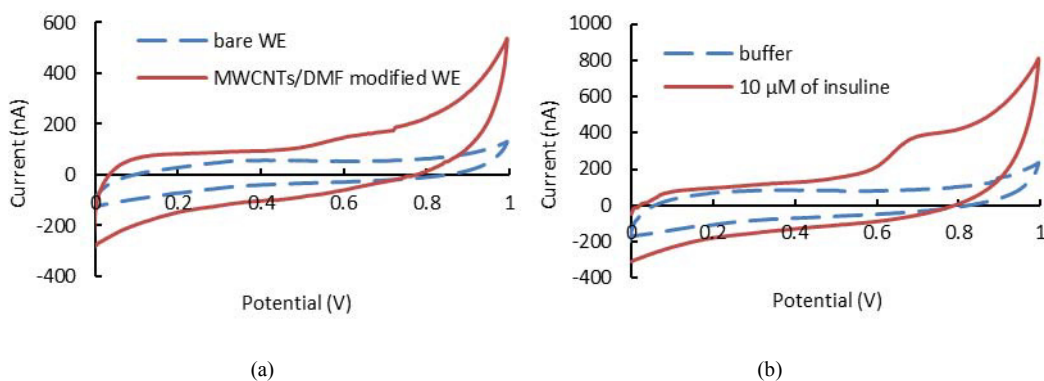 600
400
200
0
-200
-400
Current (nA)
bare WE
MWCNTs/DMF modified WE
0 0.2 0.4 0.6 0.8 1
Potential (V)
(a)
1000
800
600
400
200
0
-200
-400
Current (nA)
buffer
10 µM of insuline
0 0.2 0.4 0.6 0.8 1
Potential (V)
(b)